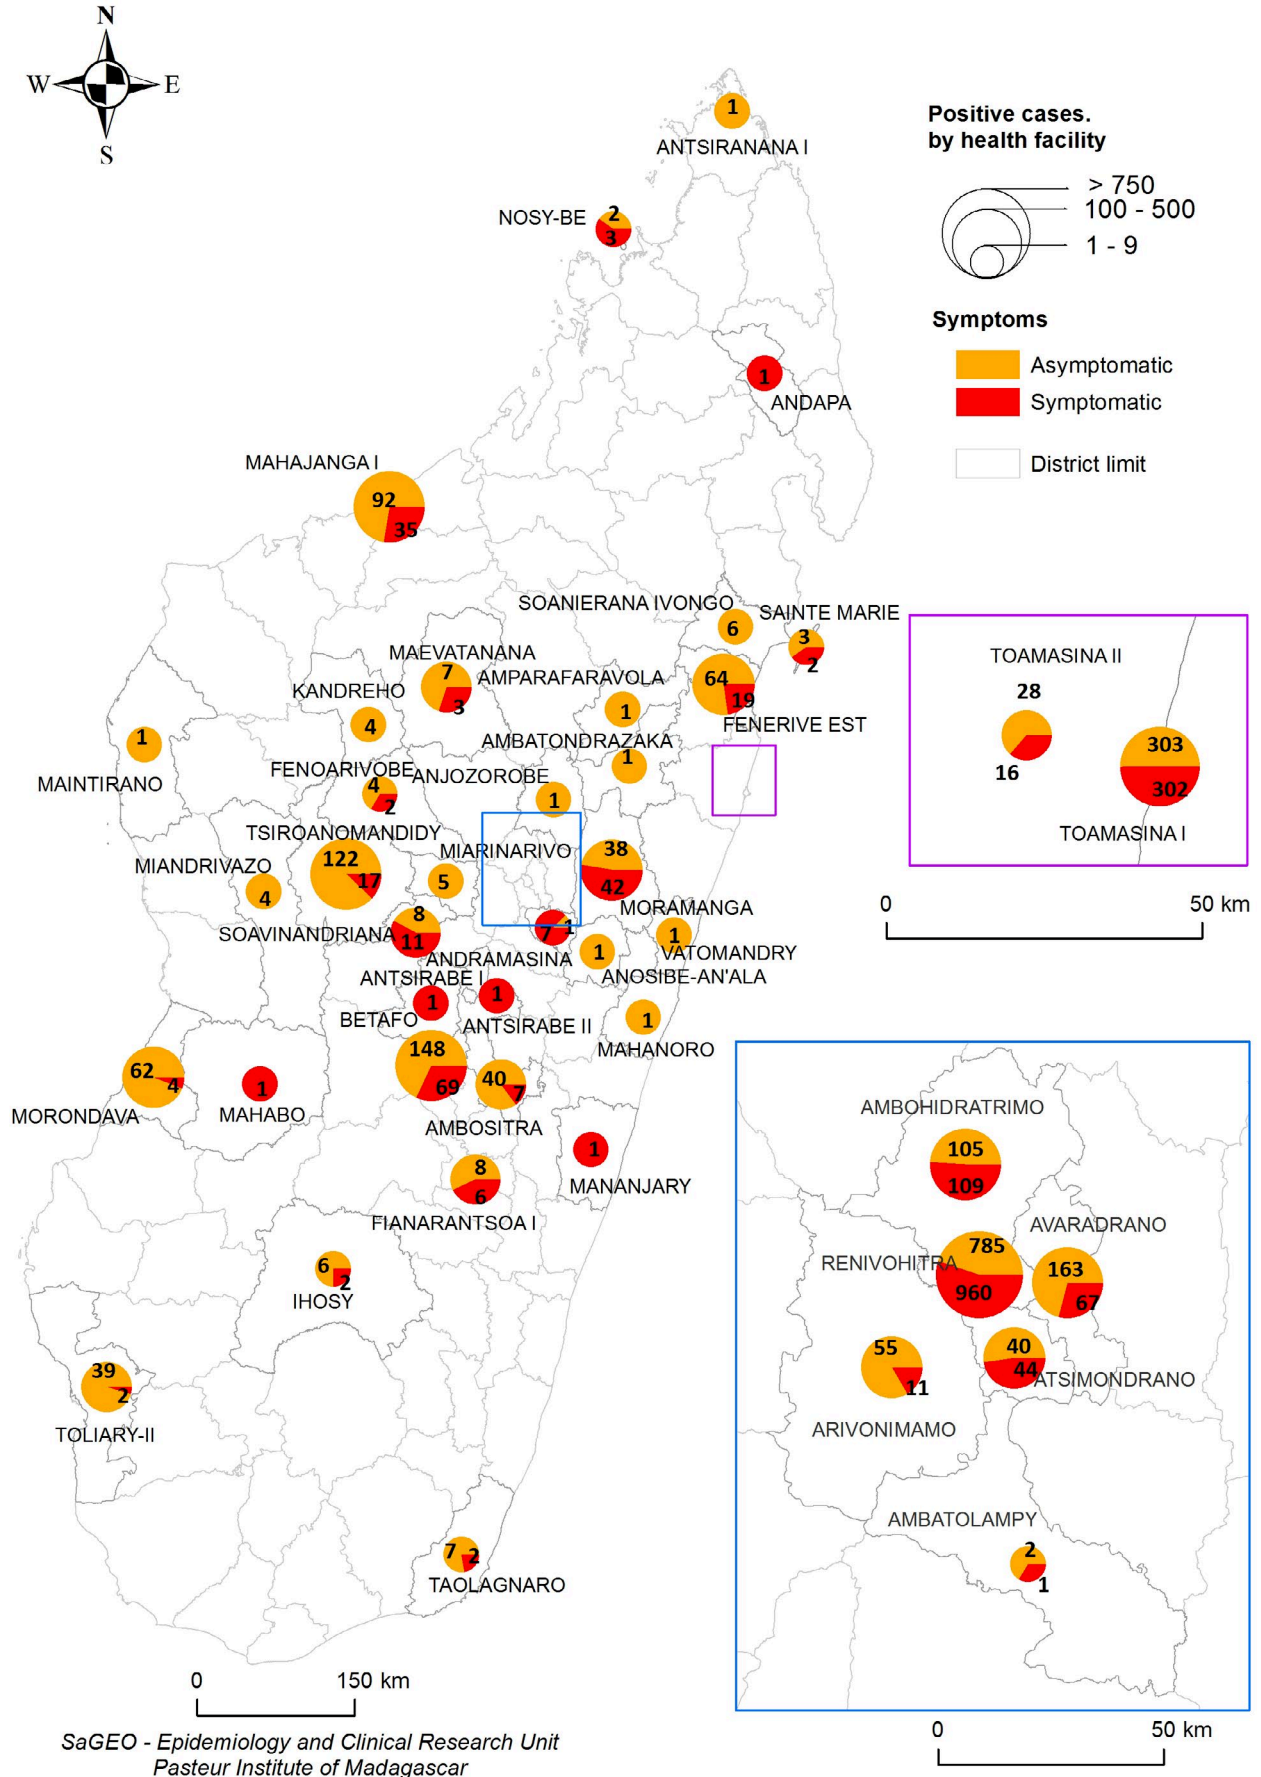 N
W
E
S
1
ANTSIRANANA I
NOSY-BE
2
3
1
ANDAPA
Positive cases.
by health facility
> 750
100 - 500
1 - 9
Symptoms
Asymptomatic
Symptomatic
District limit
MAHAJANGA I
92
35
SOANIERANA IVONGO
6
SAINTE MARIE
3
2
MAEVATANANA
7
3
AMPARAFARAVOLA
1
64
19
FENERIVE EST
KANDREHO
4
1
MAINTIRANO
AMBATONDRAZAKA
1
FENOARIVOBE
4
2
ANJOZOROBE
1
TSIROANOMANDIDY
122
17
MIARINARIVO
5
38
42
MORAMANGA
MIANDRIVAZO
4
SOAVINANDRIANA
8
11
7
1
ANDRAMASINA
1
VATOMANDRY
1
ANOSIBE-AN'ALA
ANTSIRABE I
1
BETAFO
1
ANTSIRABE II
1
MAHANORO
148
69
40
7
AMBOSITRA
62
4
MORONDAVA
1
MAHABO
1
MANANJARY
8
6
FIANARANTSOA I
6
2
IHOSY
39
2
TOLIARY-II
7
2
TAOLAGNARO
TOAMASINA II
28
16
303
302
TOAMASINA I
0
50 km
AMBOHIDRATRIMO
105
109
AVARADRANO
163
67
RENIVOHITRA
785
960
55
11
ARIVONIMAMO
40
44
ATSIMONDRANO
AMBATOLAMPY
2
1
0
50 km
0
150 km
SaGEO - Epidemiology and Clinical Research Unit
Pasteur Institute of Madagascar